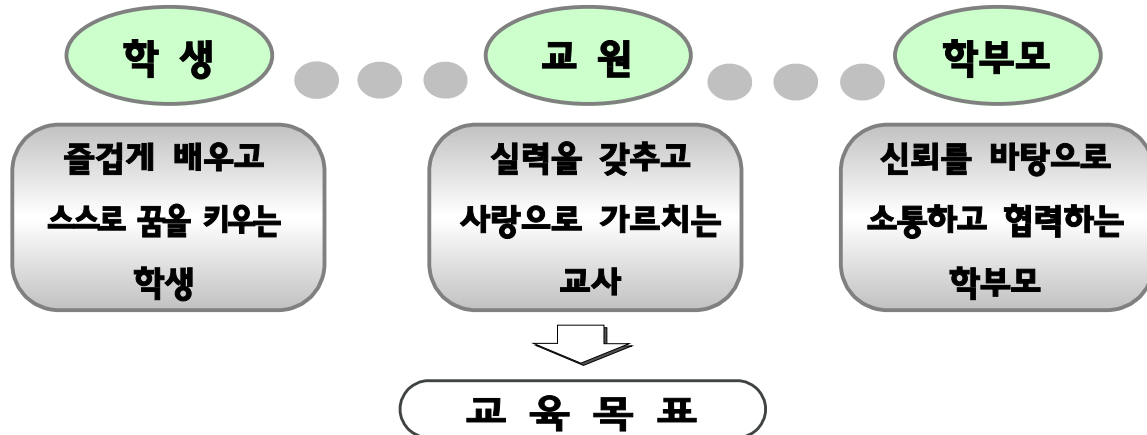 학 생
교 원
학부모
즐겁게 배우고
스스로 꿈을 키우는
학생
실력을 갖추고
사랑으로 가르치는
교사
신뢰를 바탕으로
소통하고 협력하는
학부모
교 육 목 표